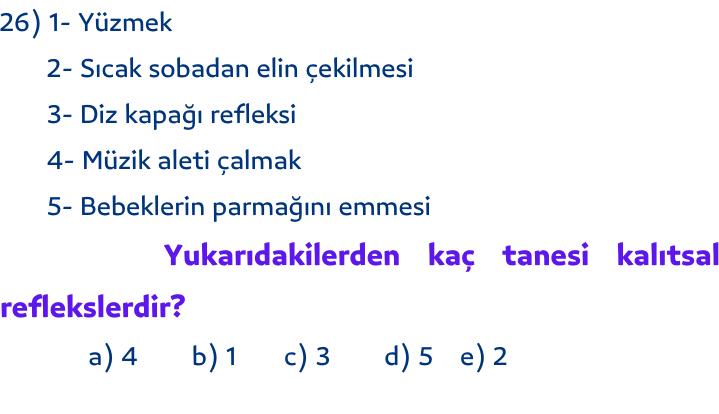 26) 1- Yüzmek
2- Sıcak sobadan elin çekilmesi
3- Diz kapağı refleksi
4- Müzik aleti çalmak
5- Bebeklerin parmağını emmesi
Yukarıdakilerden kaç tanesi kalıtsal
reflekslerdir?
a) 4 b) 1 c) 3 d) 5 e) 2